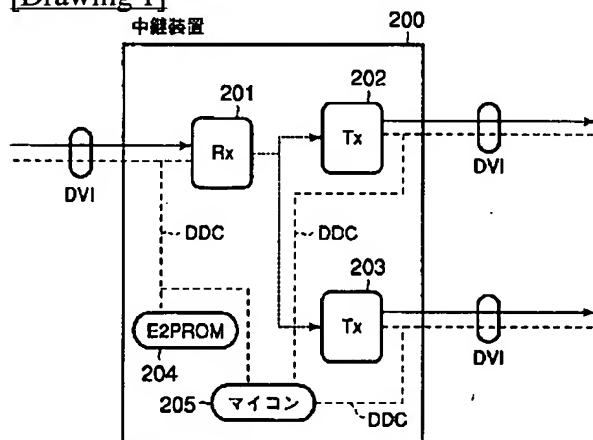 [Drawing 1]
中継装置
200
201
202
Rx
Tx
DVI
DVI
DDC
DDC
203
E2PROM
Tx
204
DVI
205
マイコン
DDC